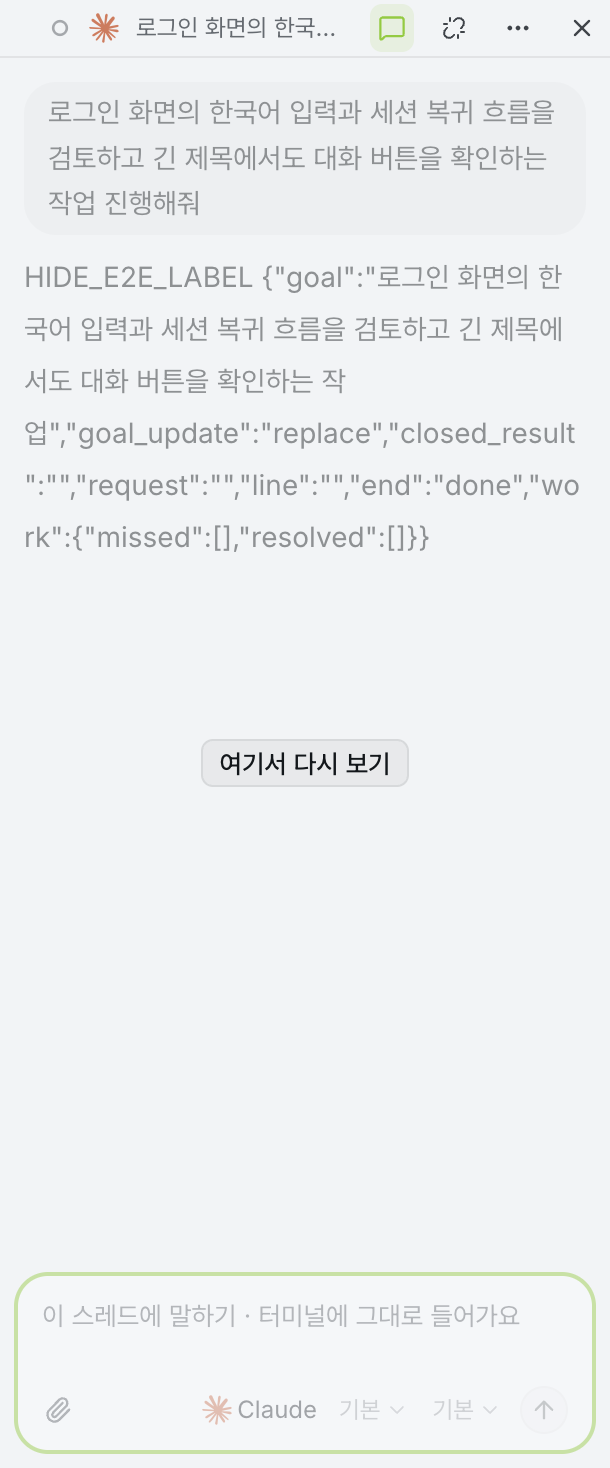 로그인 화면의 한국...
로그인 화면의 한국어 입력과 세션 복귀 흐름을
검토하고 긴 제목에서도 대화 버튼을 확인하는
작업 진행해줘
HIDE_E2E_LABEL {"goal":"로그인 화면의 한
국어 입력과 세션 복귀 흐름을 검토하고 긴 제목에
서도 대화 버튼을 확인하는 작
업","goal_update":"replace","closed_result
":"","request":"","line":"","end":"done","wo
rk":{"missed":[],"resolved":[]}}
여기서 다시 보기
이 스레드에 말하기 · 터미널에 그대로 들어가요
Claude 기본 기본